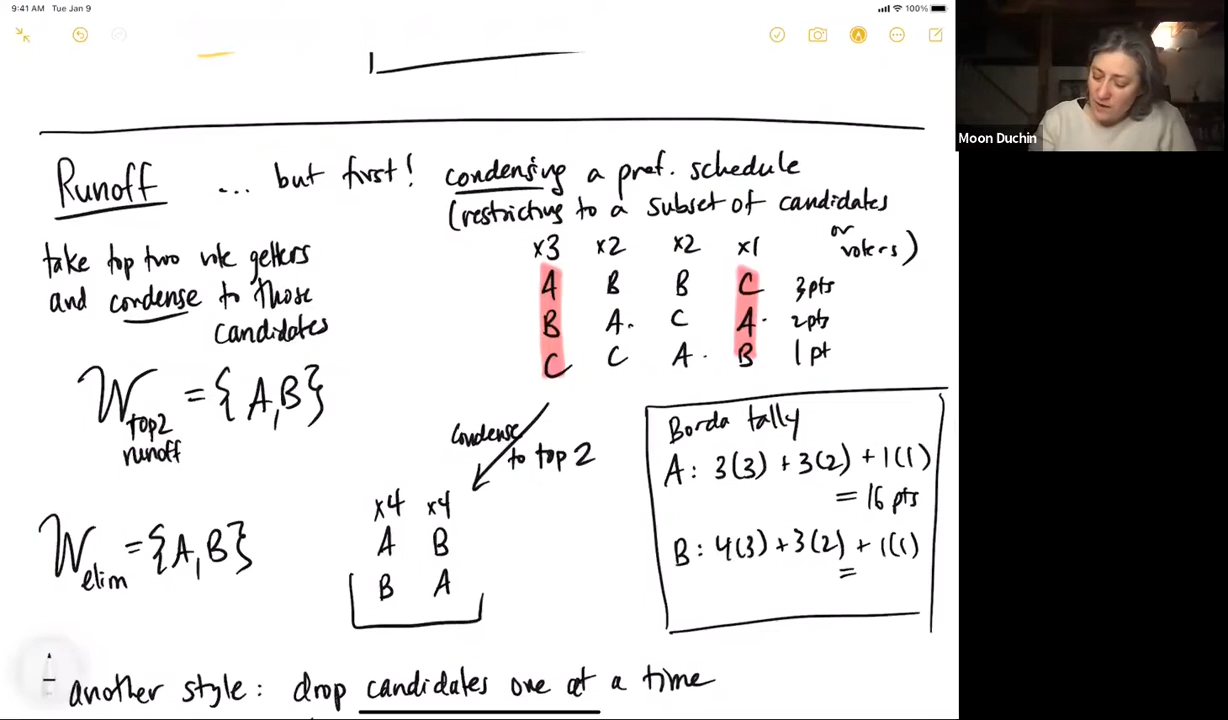 9:41 AM Tue Jan 9
100%
Moon Duchin
Runoff ... but first! condensing a pref. schedule
(restricting to a subset of candidates
or
voters)
take top two vote getters
and condense to those
candidates
x3 x2 x2 x1
A B B C 3pts
B A. C A. 2pts
C C A. B 1 pt
W top2 runoff = {A,B}
Condense
to top 2
x4 x4
A B
B A
W elim = {A,B}
Borda tally
A: 3(3) + 3(2) + 1(1)
= 16 pts
B: 4(3) + 3(2) + 1(1)
=
another style: drop candidates one at a time